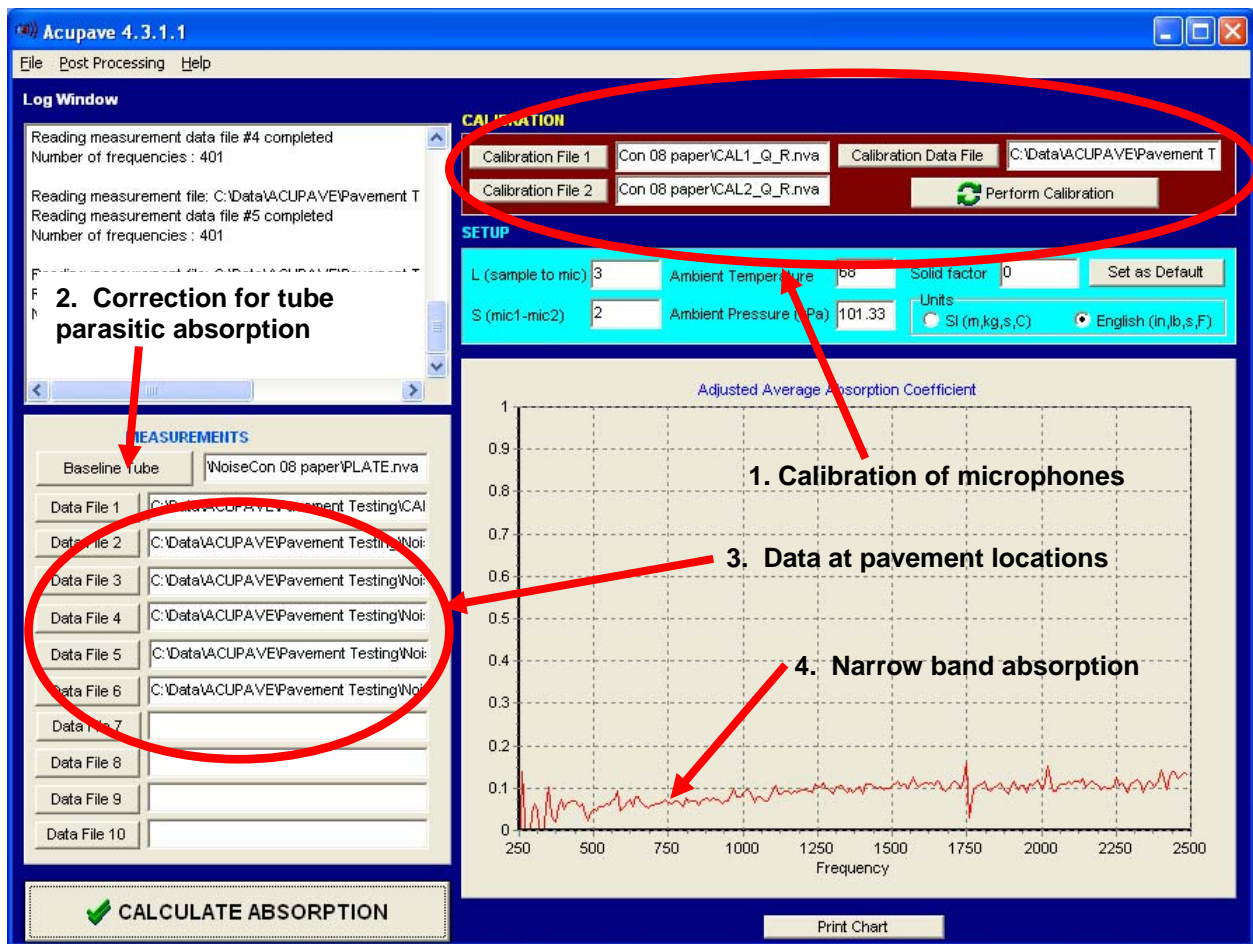 Acupave 4.3.1.1
File Post Processing Help
Log Window
Reading measurement data file #4 completed
Number of frequencies : 401
Reading measurement file: C:\Data\ACUPAVE\Pavement T
Reading measurement data file #5 completed
Number of frequencies : 401
2. Correction for tube
parasitic absorption
CALIBRATION
Calibration File 1 Con 08 paper\CAL1_Q_R.nva Calibration Data File C:\Data\ACUPAVE\Pavement T
Calibration File 2 Con 08 paper\CAL2_Q_R.nva Perform Calibration
SETUP
L (sample to mic) 3 Ambient Temperature 68 Solid factor 0 Set as Default
S (mic1-mic2) 2 Ambient Pressure (kPa) 101.33 Units SI (m,kg,s,C) English (in,lb,s,F)
MEASUREMENTS
Baseline Tube \NoiseCon 08 paper\PLATE.nva
Data File 1 C:\Data\ACUPAVE\Pavement Testing\CAl
Data File 2 C:\Data\ACUPAVE\Pavement Testing\Noi
Data File 3 C:\Data\ACUPAVE\Pavement Testing\Noi
Data File 4 C:\Data\ACUPAVE\Pavement Testing\Noi
Data File 5 C:\Data\ACUPAVE\Pavement Testing\Noi
Data File 6 C:\Data\ACUPAVE\Pavement Testing\Noi
Data File 7
Data File 8
Data File 9
Data File 10
CALCULATE ABSORPTION
Adjusted Average Absorption Coefficient
1
0.9
0.8
0.7
0.6
0.5
0.4
0.3
0.2
0.1
0
250 500 750 1000 1250 1500 1750 2000 2250 2500
Frequency
1. Calibration of microphones
3. Data at pavement locations
4. Narrow band absorption
Print Chart